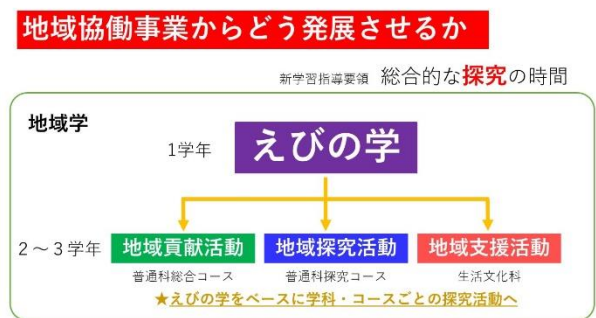 地域協働事業からどう発展させるか
新学習指導要領 総合的な探究の時間
地域学
1学年 えびの学
2～3学年 地域貢献活動 地域探究活動 地域支援活動
普通科総合コース 普通科探究コース 生活文化科
★えびの学をベースに学科・コースごとの探究活動へ